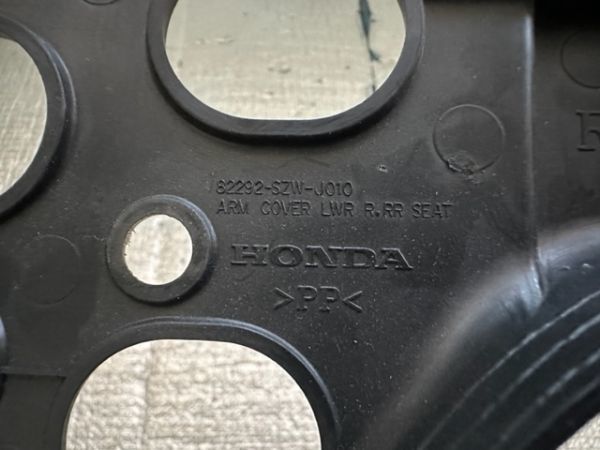 82292-SZW-J010
ARM COVER LWR R.RR SEAT
HONDA
>PP<
R